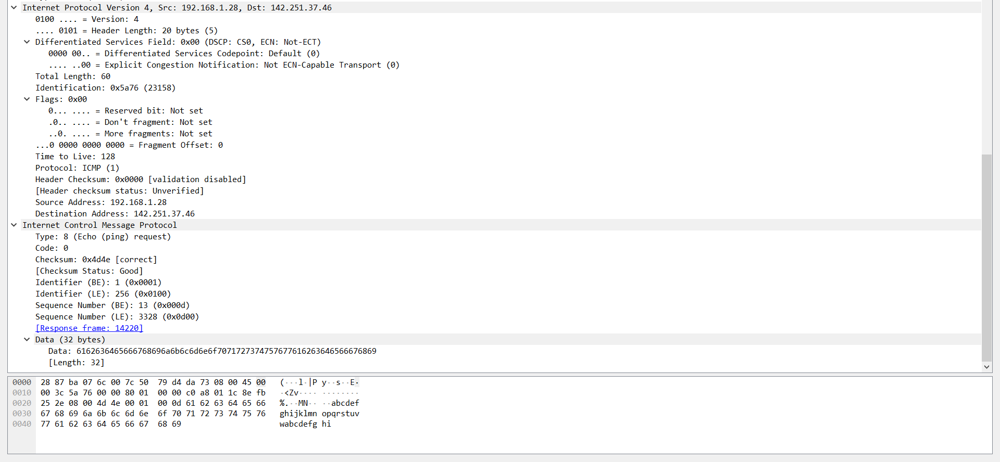 Internet Protocol Version 4, Src: 192.168.1.28, Dst: 142.251.37.46
0100 .... = Version: 4
.... 0101 = Header Length: 20 bytes (5)
Differentiated Services Field: 0x00 (DSCP: CS0, ECN: Not-ECT)
0000 00.. = Differentiated Services Codepoint: Default (0)
.... ..00 = Explicit Congestion Notification: Not ECN-Capable Transport (0)
Total Length: 60
Identification: 0x5a76 (23158)
Flags: 0x00
0... .... = Reserved bit: Not set
.0.. .... = Don't fragment: Not set
..0. .... = More fragments: Not set
...0 0000 0000 0000 = Fragment Offset: 0
Time to Live: 128
Protocol: ICMP (1)
Header Checksum: 0x0000 [validation disabled]
[Header checksum status: Unverified]
Source Address: 192.168.1.28
Destination Address: 142.251.37.46
Internet Control Message Protocol
Type: 8 (Echo (ping) request)
Code: 0
Checksum: 0x4d4e [correct]
[Checksum Status: Good]
Identifier (BE): 1 (0x0001)
Identifier (LE): 256 (0x0100)
Sequence Number (BE): 13 (0x000d)
Sequence Number (LE): 3328 (0x0d00)
[Response frame: 14220]
Data (32 bytes)
Data: 6162636465666768696a6b6c6d6e6f7071727374757677616263646566676869
[Length: 32]
0000 28 87 ba 07 6c 00 7c 50 79 d4 da 73 08 00 45 00 (···l·|P y··s··E·
0010 00 3c 5a 76 00 00 80 01 00 00 c0 a8 01 1c 8e fb ·<Zv···· ········
0020 25 2e 08 00 4d 4e 00 01 00 0d 61 62 63 64 65 66 %.··MN·· ··abcdef
0030 67 68 69 6a 6b 6c 6d 6e 6f 70 71 72 73 74 75 76 ghijklmn opqrstuv
0040 77 61 62 63 64 65 66 67 68 69 wabcdefg hi